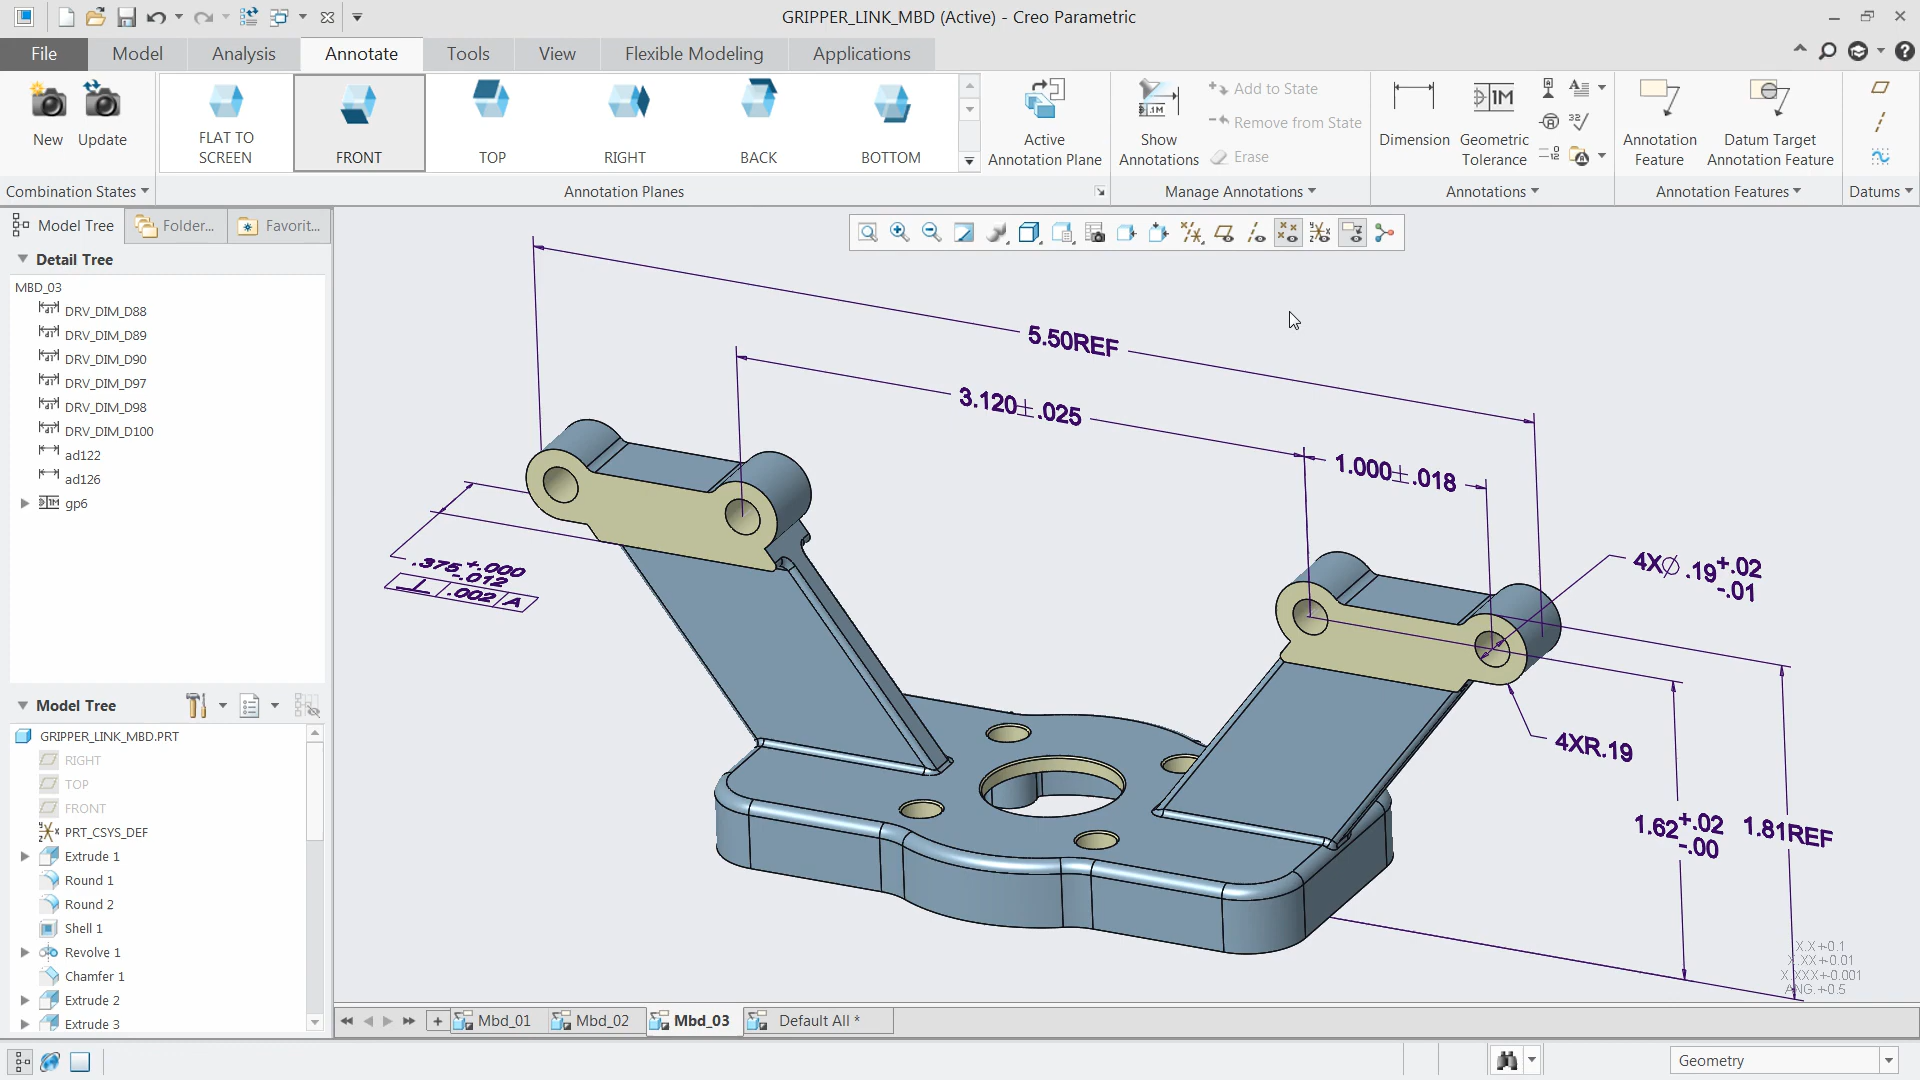 GRIPPER_LINK_MBD (Active) - Creo Parametric
File
Model
Analysis
Annotate
Tools
View
Flexible Modeling
Applications
New
Update
FLAT TO
SCREEN
FRONT
TOP
RIGHT
BACK
BOTTOM
Active
Annotation Plane
Show
Annotations
Add to State
Remove from State
Erase
Dimension
Geometric
Tolerance
Annotation
Feature
Datum Target
Annotation Feature
Combination States
Annotation Planes
Manage Annotations
Annotations
Annotation Features
Datums
Model Tree
Folder...
Favorit...
Detail Tree
MBD_03
DRV_DIM_D88
DRV_DIM_D89
DRV_DIM_D90
DRV_DIM_D97
DRV_DIM_D98
DRV_DIM_D100
ad122
ad126
gp6
Model Tree
GRIPPER_LINK_MBD.PRT
RIGHT
TOP
FRONT
PRT_CSYS_DEF
Extrude 1
Round 1
Round 2
Shell 1
Revolve 1
Chamfer 1
Extrude 2
Extrude 3
5.50REF
3.120±.025
1.000±.018
.375 +.000
-.012
⊥ .002 A
4X∅ .19+.02
-.01
4XR.19
1.62+.02
-.00
1.81REF
X.X+-0.1
X.XX+-0.01
X.XXX+-0.001
ANG.+-0.5
Mbd_01
Mbd_02
Mbd_03
Default All *
Geometry